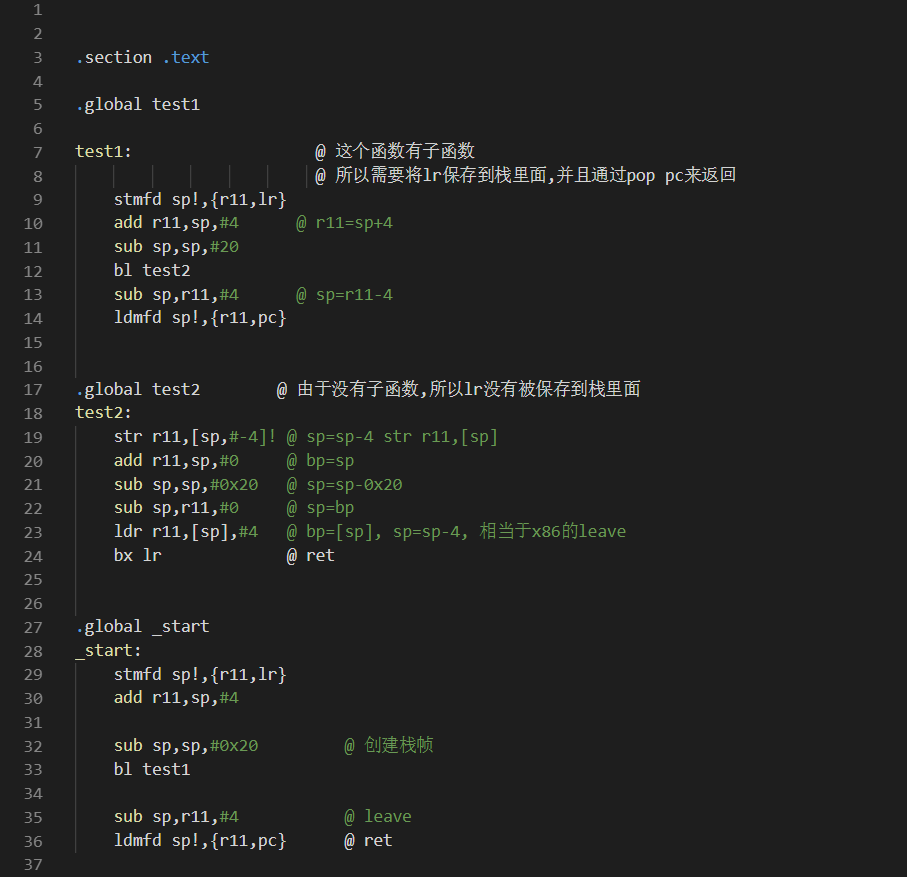 1
2
3 .section .text
4
5 .global test1
6
7 test1: @ 这个函数有子函数
8 @ 所以需要将lr保存到栈里面,并且通过pop pc来返回
9 stmfd sp!,{r11,lr}
10 add r11,sp,#4 @ r11=sp+4
11 sub sp,sp,#20
12 bl test2
13 sub sp,r11,#4 @ sp=r11-4
14 ldmfd sp!,{r11,pc}
15
16
17 .global test2 @ 由于没有子函数,所以lr没有被保存到栈里面
18 test2:
19 str r11,[sp,#-4]! @ sp=sp-4 str r11,[sp]
20 add r11,sp,#0 @ bp=sp
21 sub sp,sp,#0x20 @ sp=sp-0x20
22 sub sp,r11,#0 @ sp=bp
23 ldr r11,[sp],#4 @ bp=[sp], sp=sp-4, 相当于x86的leave
24 bx lr @ ret
25
26
27 .global _start
28 _start:
29 stmfd sp!,{r11,lr}
30 add r11,sp,#4
31
32 sub sp,sp,#0x20 @ 创建栈帧
33 bl test1
34
35 sub sp,r11,#4 @ leave
36 ldmfd sp!,{r11,pc} @ ret
37